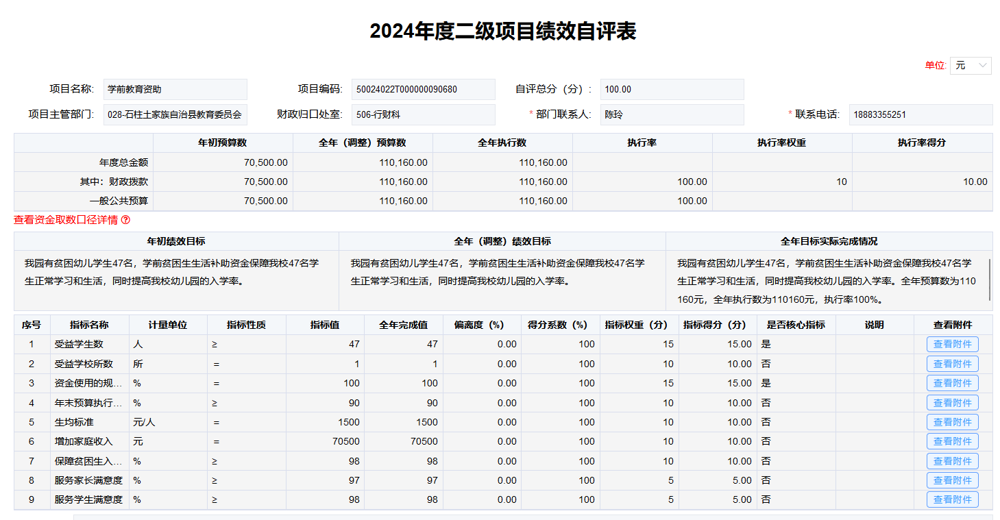 2024年度二级项目绩效自评表
单位: 元
项目名称: 学前教育资助 项目编码: 50024022T000000090680 自评总分（分）: 100.00
项目主管部门: 028-石柱土家族自治县教育委员会 财政归口处室: 506-行财科 * 部门联系人: 陈玲 * 联系电话: 18883355251
年初预算数 全年（调整）预算数 全年执行数 执行率 执行率权重 执行率得分
年度总金额 70,500.00 110,160.00 110,160.00
其中：财政拨款 70,500.00 110,160.00 110,160.00 100.00 10 10.00
一般公共预算 70,500.00 110,160.00 110,160.00 100.00
查看资金取数口径详情 ?
年初绩效目标 全年（调整）绩效目标 全年目标实际完成情况
我园有贫困幼儿学生47名，学前贫困生生活补助资金保障我校47名学
生正常学习和生活，同时提高我校幼儿园的入学率。
我园有贫困幼儿学生47名，学前贫困生生活补助资金保障我校47名学
生正常学习和生活，同时提高我校幼儿园的入学率。
我园有贫困幼儿学生47名，学前贫困生生活补助资金保障我校47名学
生正常学习和生活，同时提高我校幼儿园的入学率。全年预算数为110
160元，全年执行数为110160元，执行率100%。
序号 指标名称 计量单位 指标性质 指标值 全年完成值 偏离度（%） 得分系数（%） 指标权重（分） 指标得分（分） 是否核心指标 说明 查看附件
1 受益学生数 人 ≥ 47 47 0.00 100 15 15.00 是 查看附件
2 受益学校所数 所 ＝ 1 1 0.00 100 10 10.00 否 查看附件
3 资金使用的规... % ＝ 100 100 0.00 100 15 15.00 是 查看附件
4 年末预算执行... % ≥ 90 90 0.00 100 10 10.00 否 查看附件
5 生均标准 元/人 ＝ 1500 1500 0.00 100 10 10.00 否 查看附件
6 增加家庭收入 元 ＝ 70500 70500 0.00 100 10 10.00 否 查看附件
7 保障贫困生入... % ≥ 98 98 0.00 100 10 10.00 否 查看附件
8 服务家长满意度 % ≥ 97 97 0.00 100 5 5.00 否 查看附件
9 服务学生满意度 % ≥ 98 98 0.00 100 5 5.00 否 查看附件